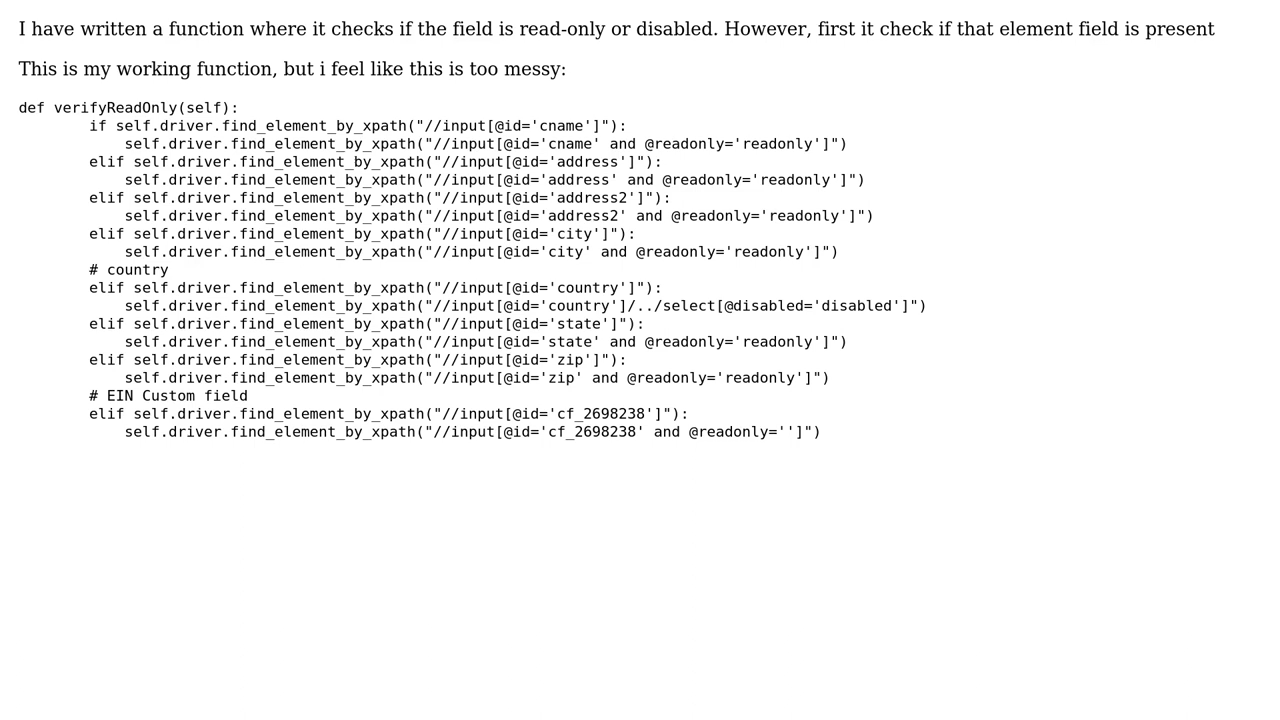 I have written a function where it checks if the field is read-only or disabled. However, first it check if that element field is present
This is my working function, but i feel like this is too messy:
def verifyReadOnly(self):
        if self.driver.find_element_by_xpath("//input[@id='cname']"):
            self.driver.find_element_by_xpath("//input[@id='cname' and @readonly='readonly']")
        elif self.driver.find_element_by_xpath("//input[@id='address']"):
            self.driver.find_element_by_xpath("//input[@id='address' and @readonly='readonly']")
        elif self.driver.find_element_by_xpath("//input[@id='address2']"):
            self.driver.find_element_by_xpath("//input[@id='address2' and @readonly='readonly']")
        elif self.driver.find_element_by_xpath("//input[@id='city']"):
            self.driver.find_element_by_xpath("//input[@id='city' and @readonly='readonly']")
        # country
        elif self.driver.find_element_by_xpath("//input[@id='country']"):
            self.driver.find_element_by_xpath("//input[@id='country']/../select[@disabled='disabled']")
        elif self.driver.find_element_by_xpath("//input[@id='state']"):
            self.driver.find_element_by_xpath("//input[@id='state' and @readonly='readonly']")
        elif self.driver.find_element_by_xpath("//input[@id='zip']"):
            self.driver.find_element_by_xpath("//input[@id='zip' and @readonly='readonly']")
        # EIN Custom field
        elif self.driver.find_element_by_xpath("//input[@id='cf_2698238']"):
            self.driver.find_element_by_xpath("//input[@id='cf_2698238' and @readonly='']")